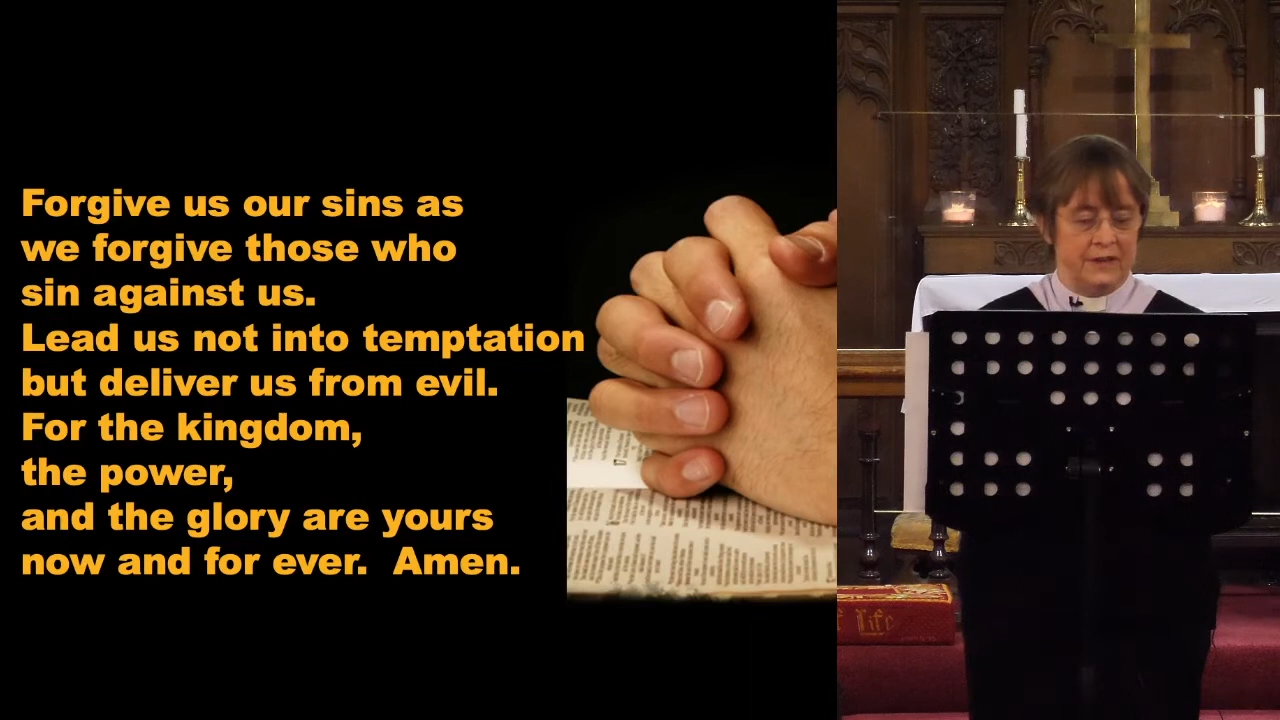 Forgive us our sins as
we forgive those who
sin against us.
Lead us not into temptation
but deliver us from evil.
For the kingdom,
the power,
and the glory are yours
now and for ever.  Amen.
Life